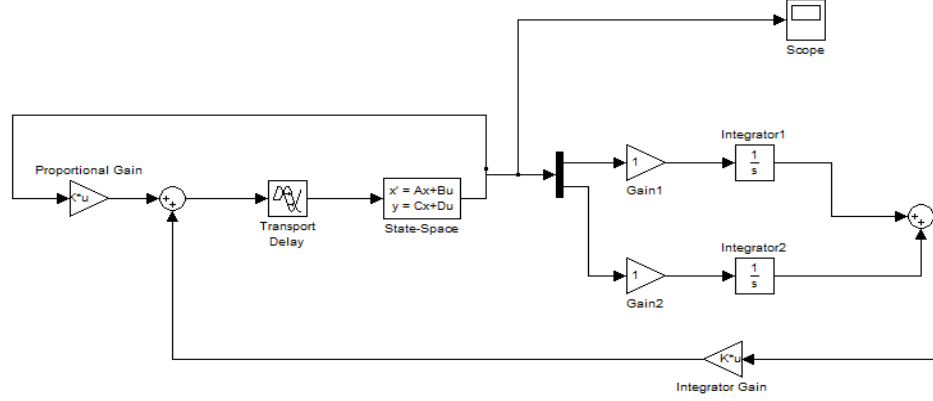 Scope
Proportional Gain
K*u
+
+
Transport
Delay
x' = Ax+Bu
y = Cx+Du
State-Space
1
Gain1
Integrator1
1
s
+
+
1
Gain2
Integrator2
1
s
K*u
Integrator Gain